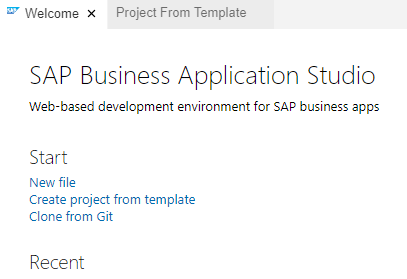 SAP Welcome × Project From Template
SAP Business Application Studio
Web-based development environment for SAP business apps
Start
New file
Create project from template
Clone from Git
Recent